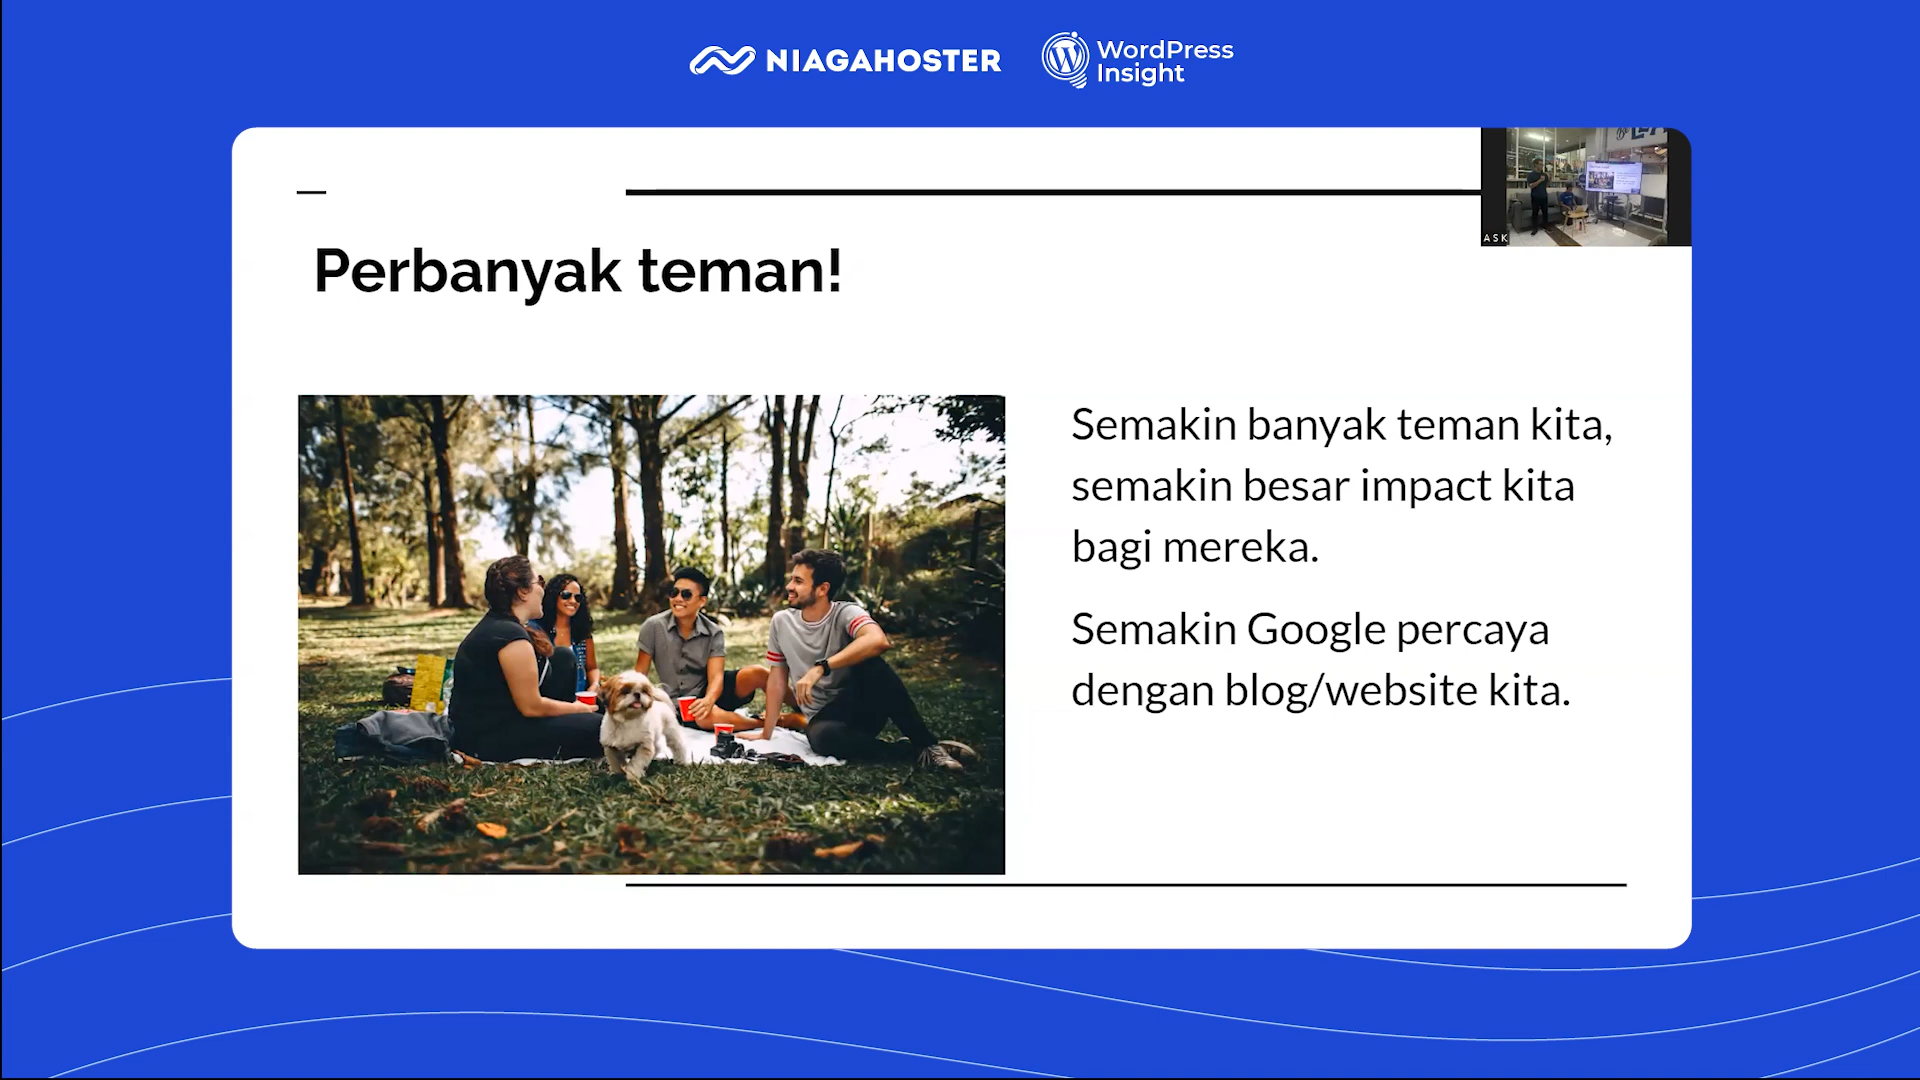 NIAGAHOSTER
WordPress
Insight
ASK
Perbanyak teman!
Semakin banyak teman kita,
semakin besar impact kita
bagi mereka.
Semakin Google percaya
dengan blog/website kita.